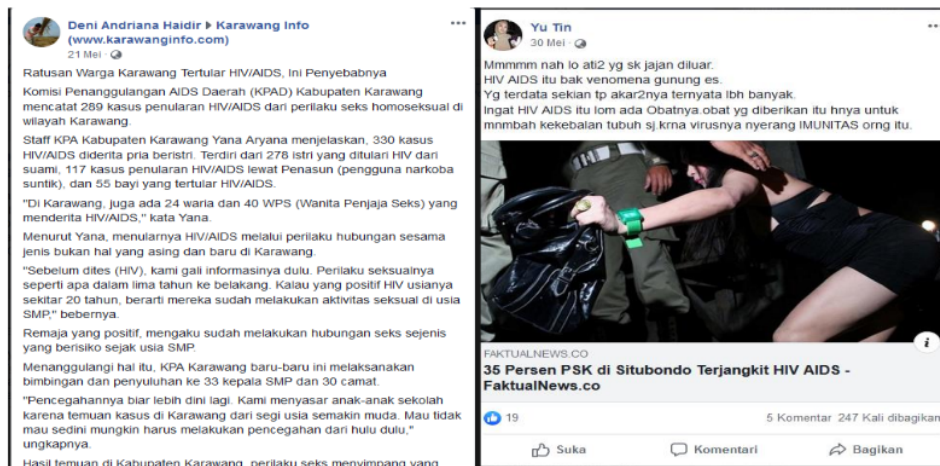 Deni Andriana Haidir ▶ Karawang Info
(www.karawanginfo.com)
21 Mei ·
Ratusan Warga Karawang Tertular HIV/AIDS, Ini Penyebabnya
Komisi Penanggulangan AIDS Daerah (KPAD) Kabupaten Karawang
mencatat 289 kasus penularan HIV/AIDS dari perilaku seks homoseksual di
wilayah Karawang.
Staff KPA Kabupaten Karawang Yana Aryana menjelaskan, 330 kasus
HIV/AIDS diderita pria beristri. Terdiri dari 278 istri yang ditulari HIV dari
suami, 117 kasus penularan HIV/AIDS lewat Penasun (pengguna narkoba
suntik), dan 55 bayi yang tertular HIV/AIDS.
"Di Karawang, juga ada 24 waria dan 40 WPS (Wanita Penjaja Seks) yang
menderita HIV/AIDS," kata Yana.
Menurut Yana, menularnya HIV/AIDS melalui perilaku hubungan sesama
jenis bukan hal yang asing dan baru di Karawang.
"Sebelum dites (HIV), kami gali informasinya dulu. Perilaku seksualnya
seperti apa dalam lima tahun ke belakang. Kalau yang positif HIV usianya
sekitar 20 tahun, berarti mereka sudah melakukan aktivitas seksual di usia
SMP," bebernya.
Remaja yang positif, mengaku sudah melakukan hubungan seks sejenis
yang berisiko sejak usia SMP.
Menanggulangi hal itu, KPA Karawang baru-baru ini melaksanakan
bimbingan dan penyuluhan ke 33 kepala SMP dan 30 camat.
"Pencegahannya biar lebih dini lagi. Kami menyasar anak-anak sekolah
karena temuan kasus di Karawang dari segi usia semakin muda. Mau tidak
mau sedini mungkin harus melakukan pencegahan dari hulu dulu,"
ungkapnya.
Hasil temuan di Kabupaten Karawang, perilaku seks menyimpang yang
Yu Tin
30 Mei ·
Mmmmm nah lo ati2 yg sk jajan diluar.
HIV AIDS itu bak venomena gunung es.
Yg terdata sekian tp akar2nya ternyata lbh banyak.
Ingat HIV AIDS itu lom ada Obatnya.obat yg diberikan itu hnya untuk
mnmbah kekebalan tubuh sj.krna virusnya nyerang IMUNITAS orng itu.
FAKTUALNEWS.CO
35 Persen PSK di Situbondo Terjangkit HIV AIDS -
FaktualNews.co
19
5 Komentar 247 Kali dibagikan
Suka
Komentari
Bagikan